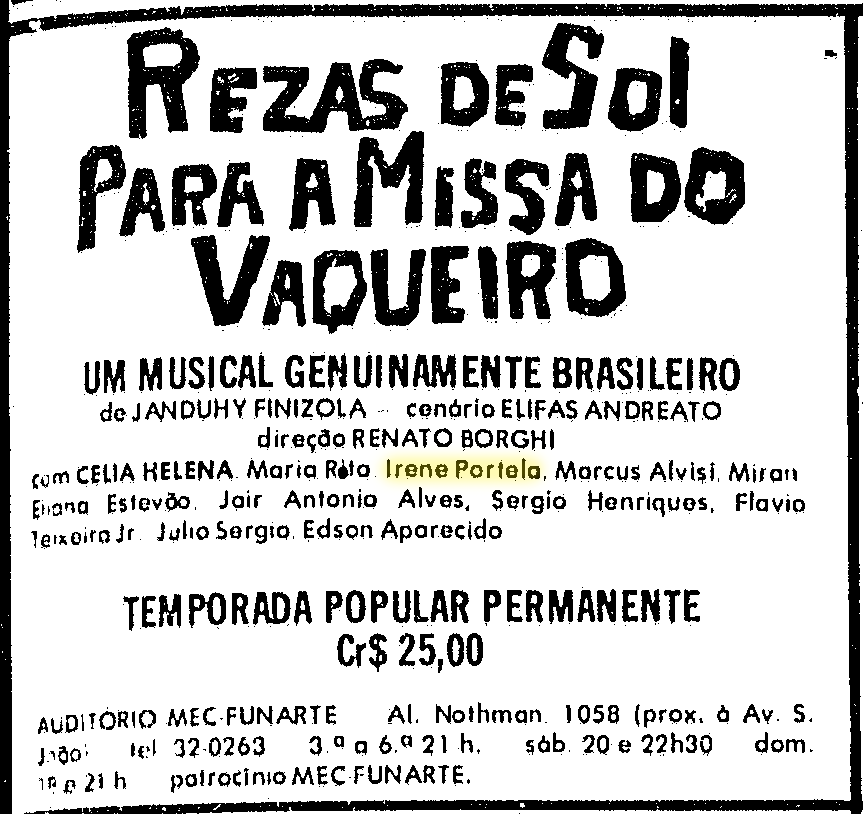 REZAS DE SOl
PARA A MISSA DO
VAQUEIRO
UM MUSICAL GENUINAMENTE BRASILEIRO
de JANDUHY FINIZOLA - cenário ELIFAS ANDREATO
direção RENATO BORGHI
com CELIA HELENA. Maria Rita. Irene Portela, Marcus Alvisi, Miran
Eliana Estevão. Jair Antonio Alves, Sergio Henriques, Flavio
Teixeira Jr. Julio Sergio. Edson Aparecido
TEMPORADA POPULAR PERMANENTE
Cr$ 25,00
AUDITÓRIO MEC-FUNARTE Al. Nothman. 1058 (prox. à Av. S.
João) tel 32-0263 3.ª a 6.ª 21 h. sáb. 20 e 22h30 dom.
e 21 h patrocínio MEC-FUNARTE.